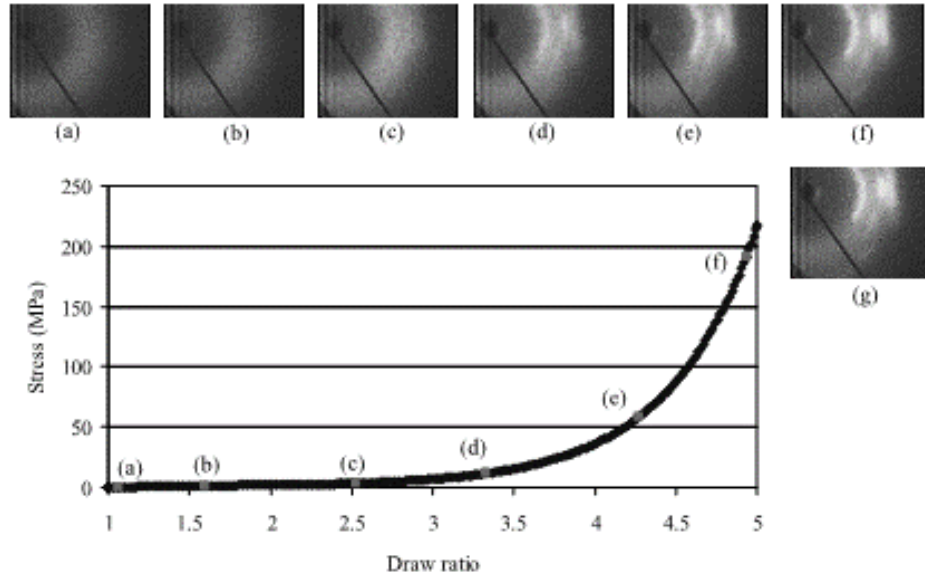 (a) (b) (c) (d) (e) (f)
(g)
250
200
150
100
50
0
Stress (MPa)
(a) (b) (c) (d) (e) (f)
1 1.5 2 2.5 3 3.5 4 4.5 5
Draw ratio